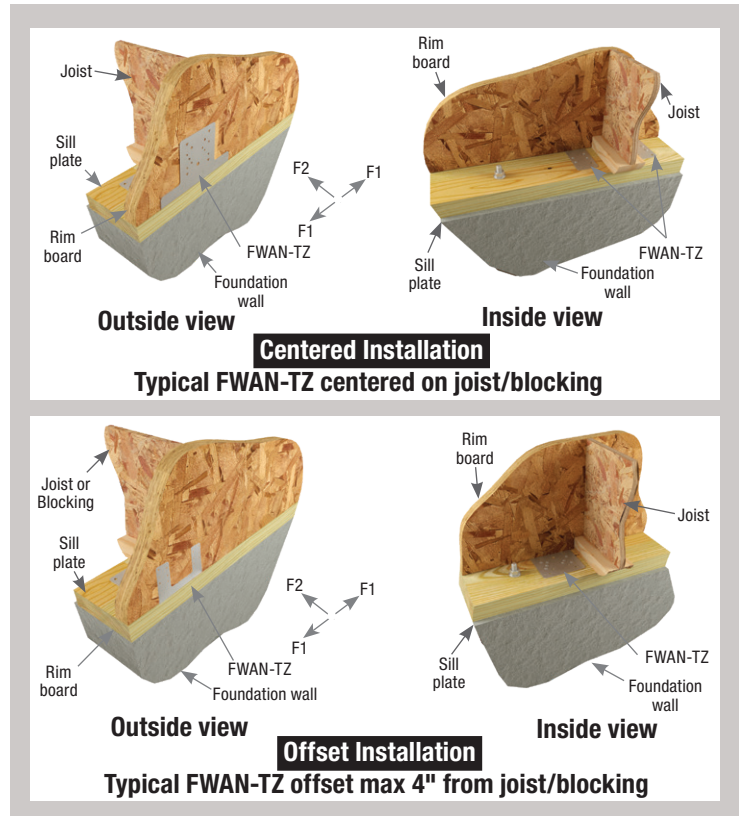 Joist
Sill
plate
Rim
board
F2
F1
F1
FWAN-TZ
Foundation
wall
Outside view
Rim
board
Joist
FWAN-TZ
Sill
plate
Foundation
wall
Inside view
Centered Installation
Typical FWAN-TZ centered on joist/blocking
Joist or
Blocking
Sill
plate
Rim
board
F2
F1
F1
FWAN-TZ
Foundation wall
Outside view
Rim
board
Joist
FWAN-TZ
Sill
plate
Foundation
wall
Inside view
Offset Installation
Typical FWAN-TZ offset max 4" from joist/blocking